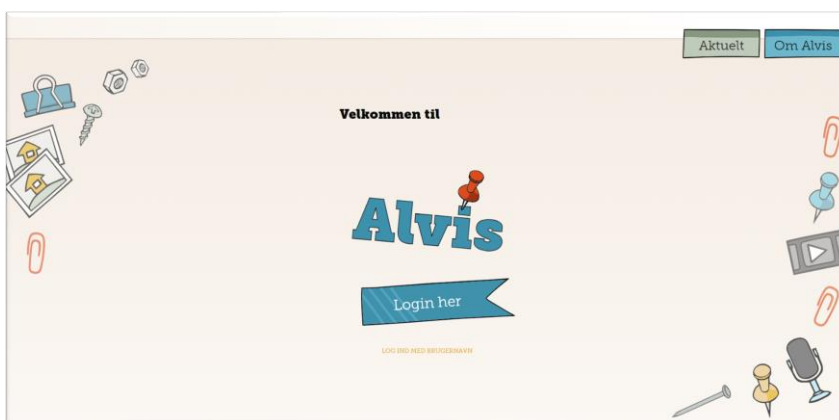 Aktuelt
Om Alvis
Velkommen til
Alvis
Login her
LOG IND MED BRUGERNAVN